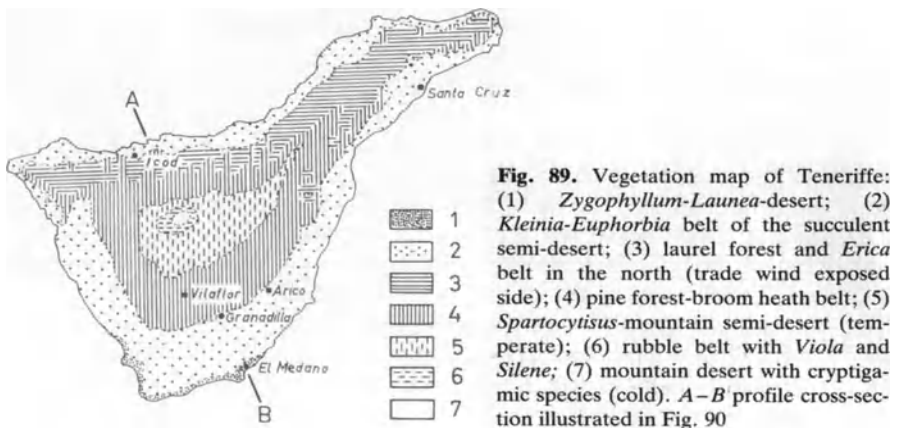 A
Santa Cruz
Icod
Vilaflor
Arico
Granadilla
El Medano
B
1
2
3
4
5
6
7
Fig. 89. Vegetation map of Teneriffe:
(1) Zygophyllum-Launea-desert; (2)
Kleinia-Euphorbia belt of the succulent
semi-desert; (3) laurel forest and Erica
belt in the north (trade wind exposed
side); (4) pine forest-broom heath belt; (5)
Spartocytisus-mountain semi-desert (tem-
perate); (6) rubble belt with Viola and
Silene; (7) mountain desert with cryptiga-
mic species (cold). A–B profile cross-sec-
tion illustrated in Fig. 90